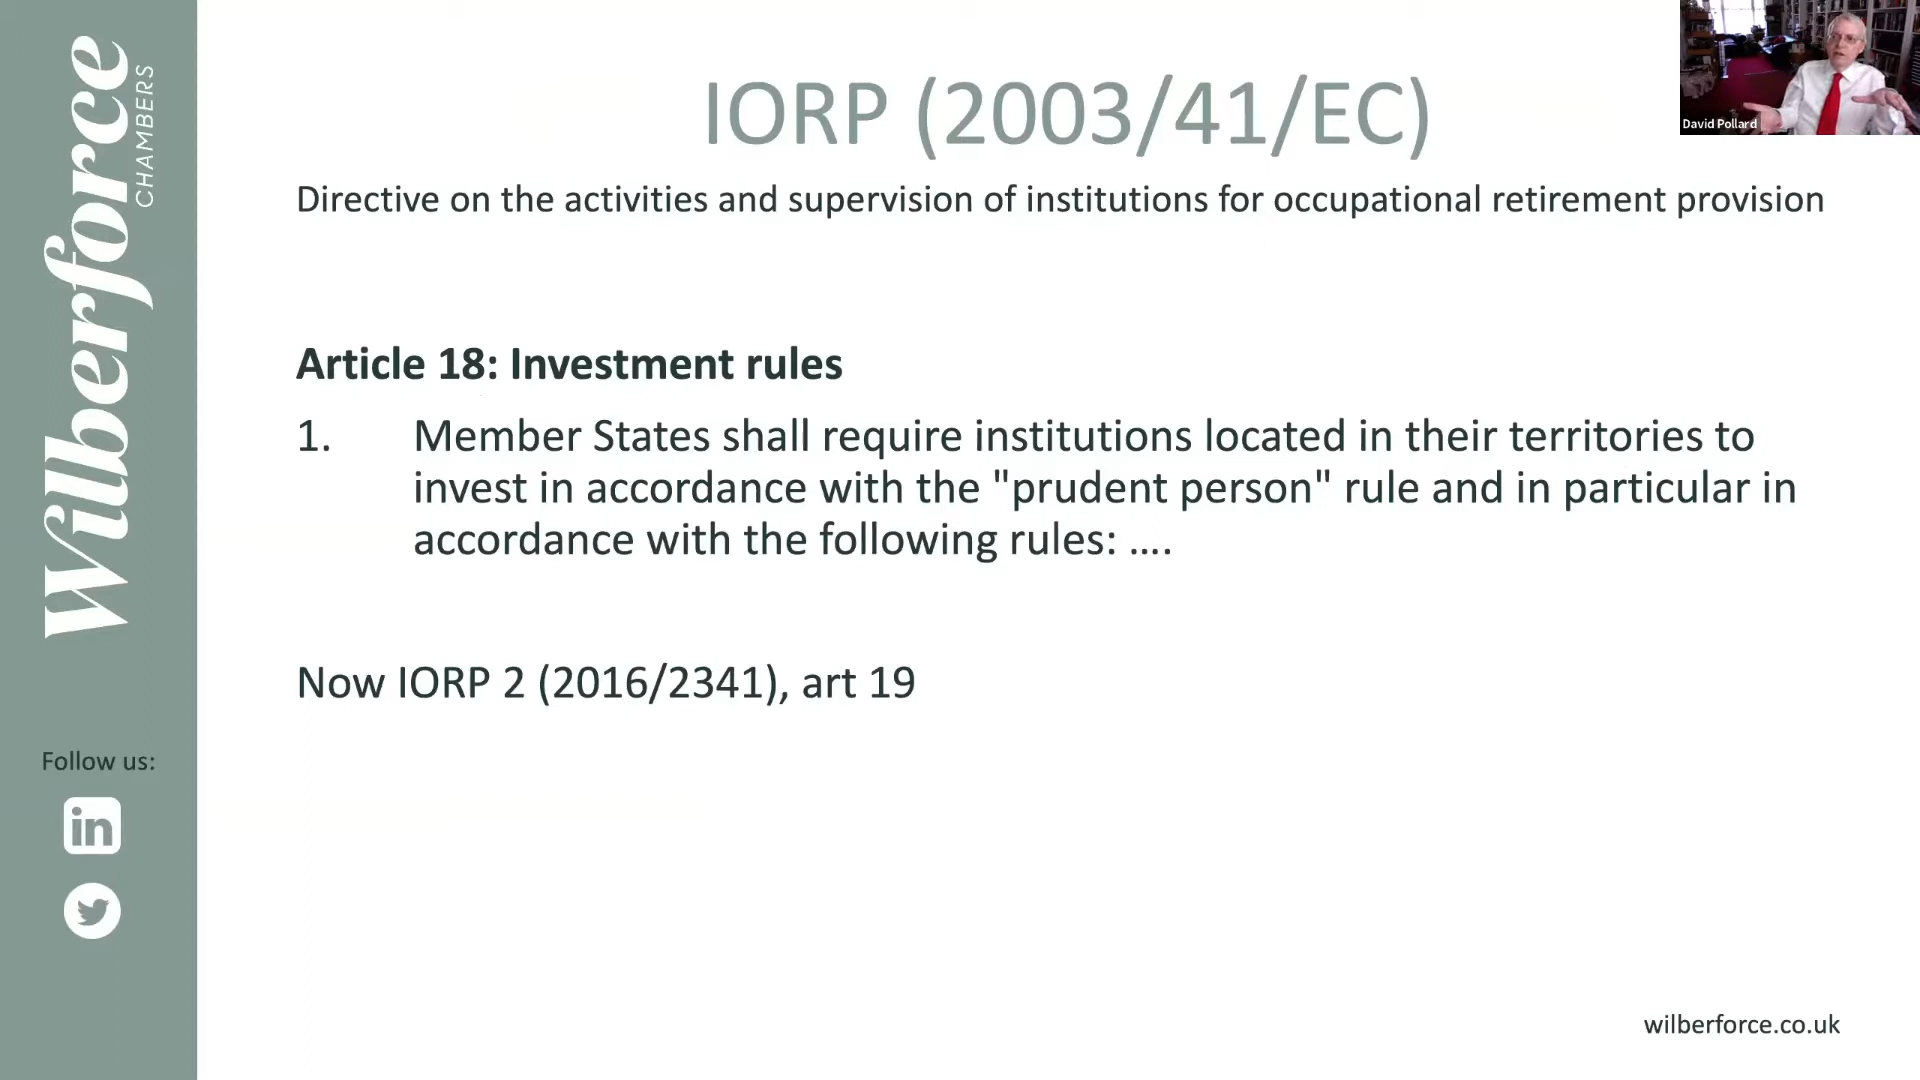 Wilberforce
CHAMBERS
IORP (2003/41/EC)
David Pollard
Directive on the activities and supervision of institutions for occupational retirement provision
Article 18: Investment rules
1. Member States shall require institutions located in their territories to
invest in accordance with the "prudent person" rule and in particular in
accordance with the following rules: ....
Now IORP 2 (2016/2341), art 19
Follow us:
in
wilberforce.co.uk